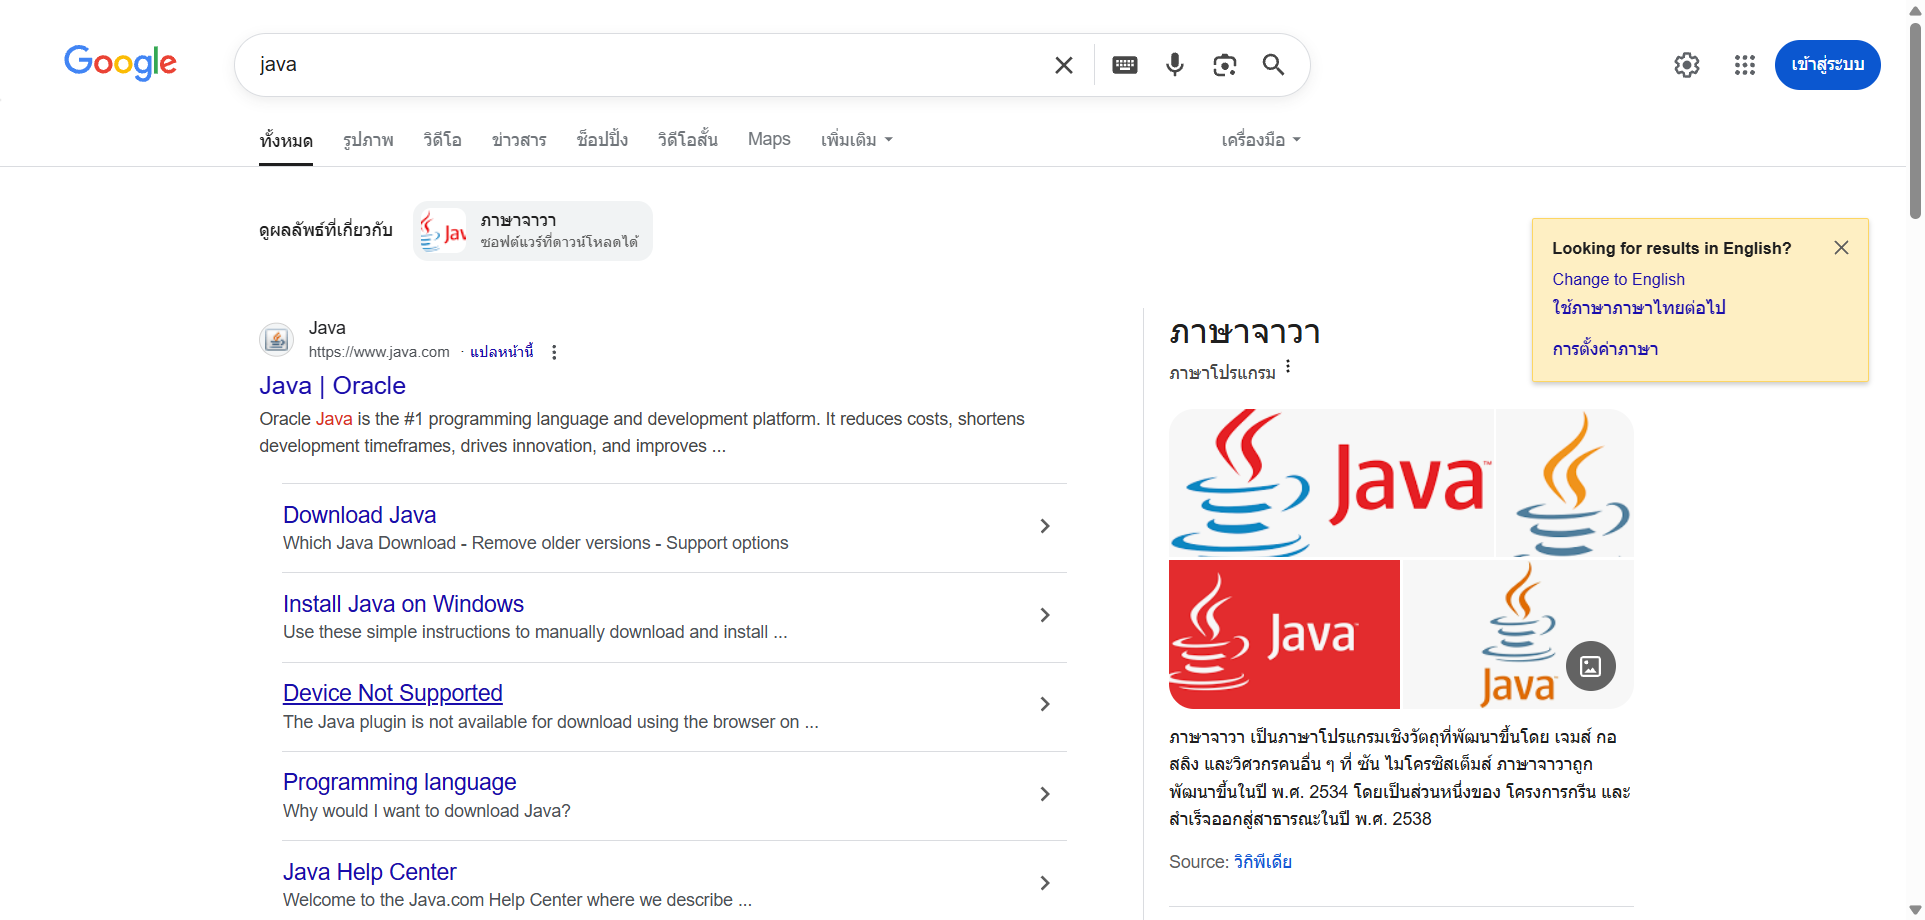 Google
java
เข้าสู่ระบบ
ทั้งหมด
รูปภาพ
วิดีโอ
ข่าวสาร
ช็อปปิ้ง
วิดีโอสั้น
Maps
เพิ่มเติม
เครื่องมือ
ดูผลลัพธ์ที่เกี่ยวกับ
Java
ภาษาจาวา
ซอฟต์แวร์ที่ดาวน์โหลดได้
Looking for results in English?
Change to English
ใช้ภาษาภาษาไทยต่อไป
การตั้งค่าภาษา
Java
https://www.java.com · แปลหน้านี้
Java | Oracle
Oracle Java is the #1 programming language and development platform. It reduces costs, shortens
development timeframes, drives innovation, and improves ...
Download Java
Which Java Download - Remove older versions - Support options
Install Java on Windows
Use these simple instructions to manually download and install ...
Device Not Supported
The Java plugin is not available for download using the browser on ...
Programming language
Why would I want to download Java?
Java Help Center
Welcome to the Java.com Help Center where we describe ...
ภาษาจาวา
ภาษาโปรแกรม
Java™
Java
Java
ภาษาจาวา เป็นภาษาโปรแกรมเชิงวัตถุที่พัฒนาขึ้นโดย เจมส์ กอ
สลิง และวิศวกรคนอื่น ๆ ที่ ซัน ไมโครซิสเต็มส์ ภาษาจาวาถูก
พัฒนาขึ้นในปี พ.ศ. 2534 โดยเป็นส่วนหนึ่งของ โครงการกรีน และ
สำเร็จออกสู่สาธารณะในปี พ.ศ. 2538
Source: วิกิพีเดีย